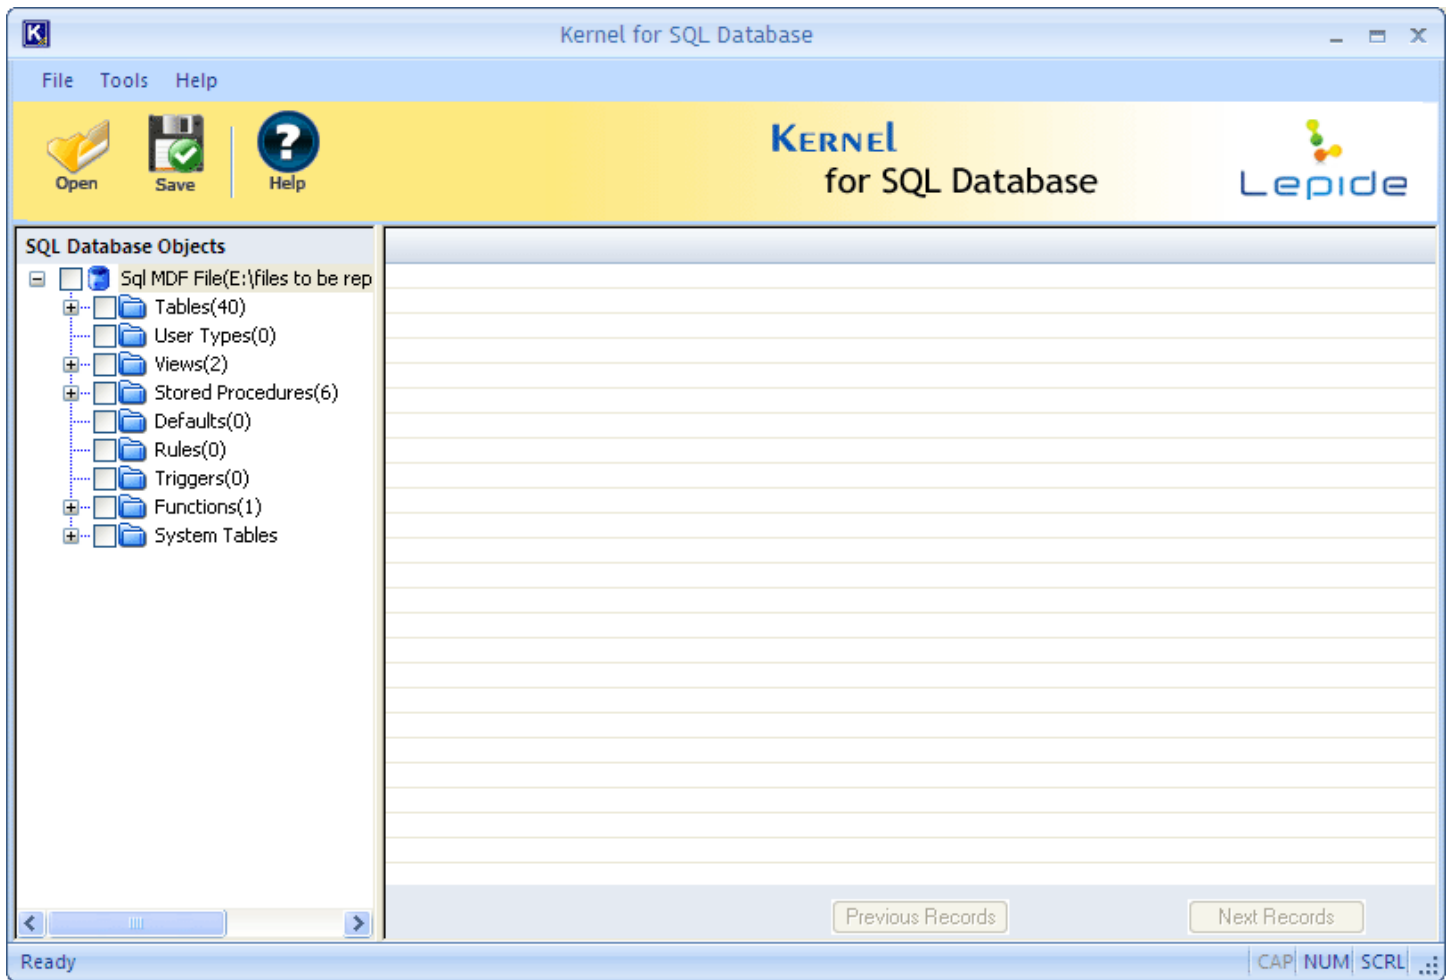 Kernel for SQL Database
File Tools Help
Open Save Help
KERNEl
for SQL Database
Lepide
SQL Database Objects
Sql MDF File(E:\files to be rep
Tables(40)
User Types(0)
Views(2)
Stored Procedures(6)
Defaults(0)
Rules(0)
Triggers(0)
Functions(1)
System Tables
Previous Records Next Records
Ready CAP NUM SCRL